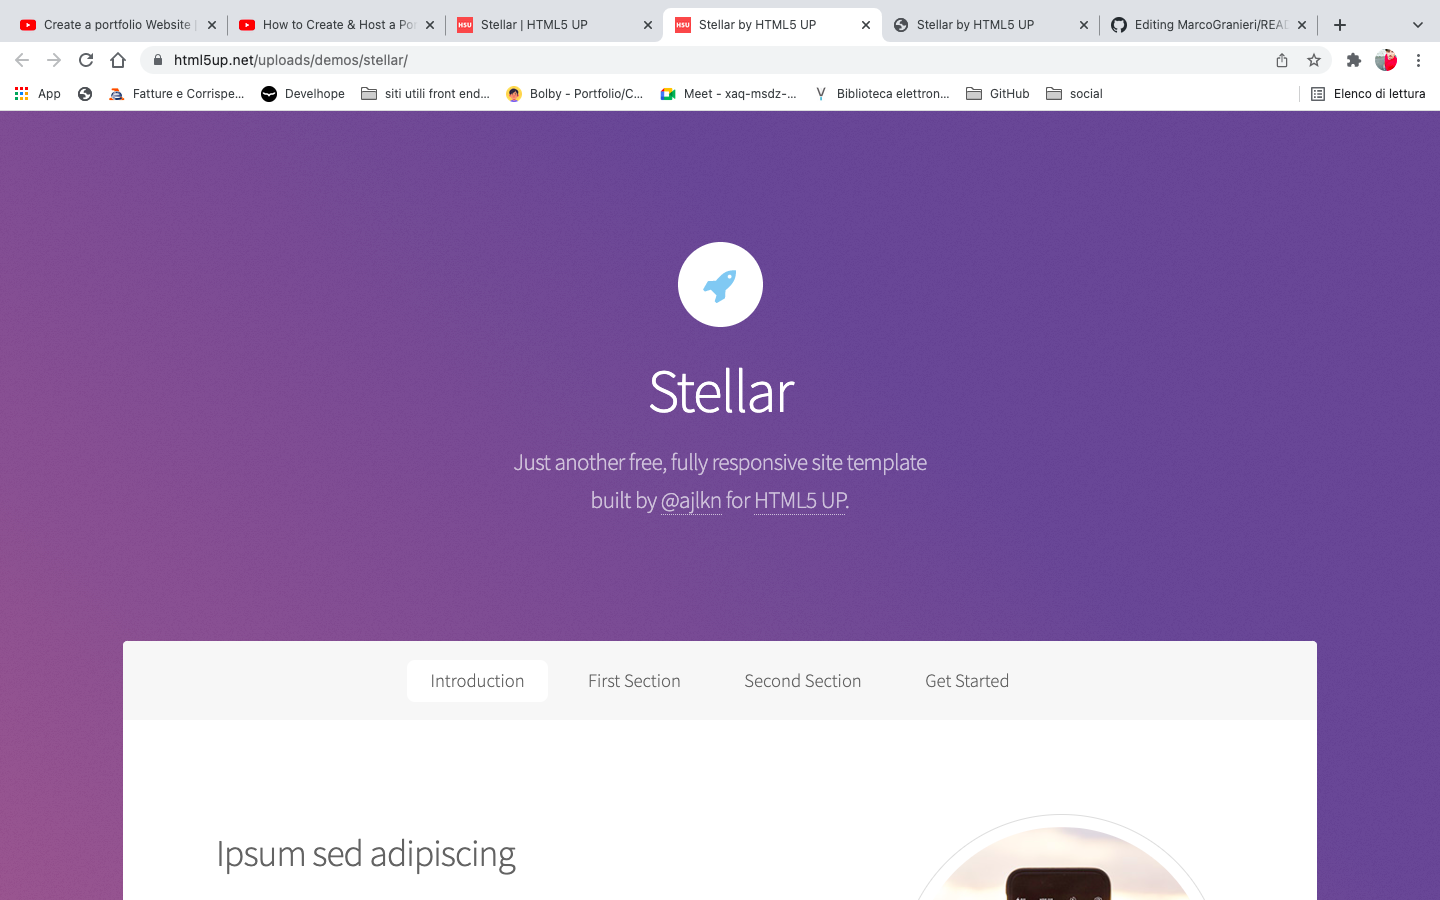 Create a portfolio Website |
How to Create & Host a Por
HSU Stellar | HTML5 UP
HSU Stellar by HTML5 UP
Stellar by HTML5 UP
Editing MarcoGranieri/READ
html5up.net/uploads/demos/stellar/
App
Fatture e Corrispe...
Develhope
siti utili front end...
Bolby - Portfolio/C...
Meet - xaq-msdz-...
Biblioteca elettron...
GitHub
social
Elenco di lettura
Stellar
Just another free, fully responsive site template
built by @ajlkn for HTML5 UP.
Introduction
First Section
Second Section
Get Started
Ipsum sed adipiscing